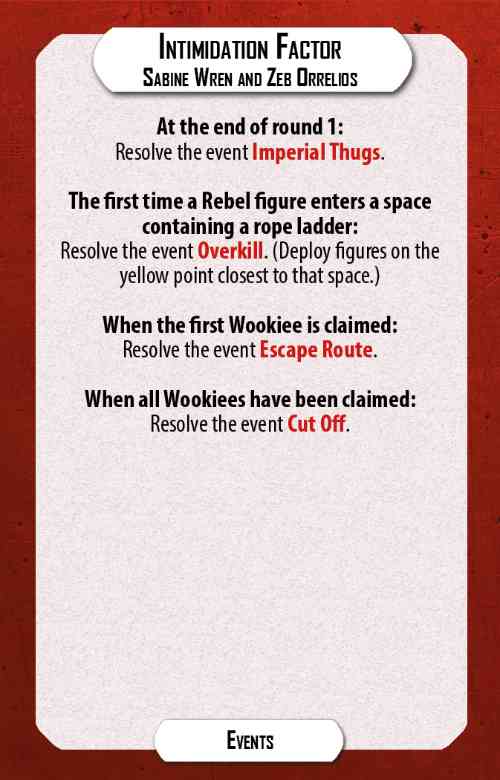 Intimidation Factor
Sabine Wren and Zeb Orrelios
At the end of round 1:
Resolve the event Imperial Thugs.
The first time a Rebel figure enters a space
containing a rope ladder:
Resolve the event Overkill. (Deploy figures on the
yellow point closest to that space.)
When the first Wookiee is claimed:
Resolve the event Escape Route.
When all Wookiees have been claimed:
Resolve the event Cut Off.
Events